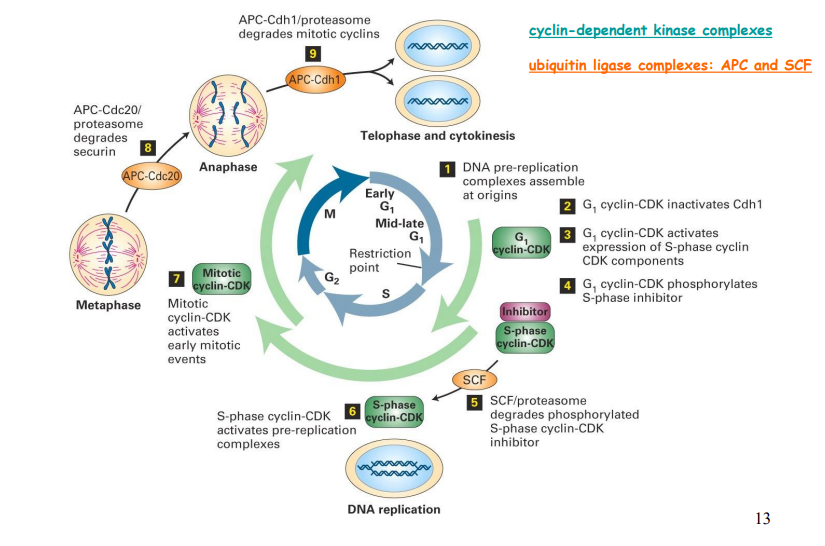 APC-Cdh1/proteasome
degrades mitotic cyclins
9
APC-Cdh1
cyclin-dependent kinase complexes
ubiquitin ligase complexes: APC and SCF
Telophase and cytokinesis
APC-Cdc20/
proteasome
degrades
securin
8
APC-Cdc20
Anaphase
Metaphase
1 DNA pre-replication
complexes assemble
at origins
2 G1 cyclin-CDK inactivates Cdh1
3 G1 cyclin-CDK activates
expression of S-phase cyclin
CDK components
4 G1 cyclin-CDK phosphorylates
S-phase inhibitor
G1
cyclin-CDK
Early
G1
Mid-late
G1
Restriction
point
M
G2
S
7
Mitotic
cyclin-CDK
Mitotic
cyclin-CDK
activates
early mitotic
events
Inhibitor
S-phase
cyclin-CDK
SCF
5 SCF/proteasome
degrades phosphorylated
S-phase cyclin-CDK
inhibitor
S-phase cyclin-CDK
activates pre-replication
complexes
6
S-phase
cyclin-CDK
DNA replication
13